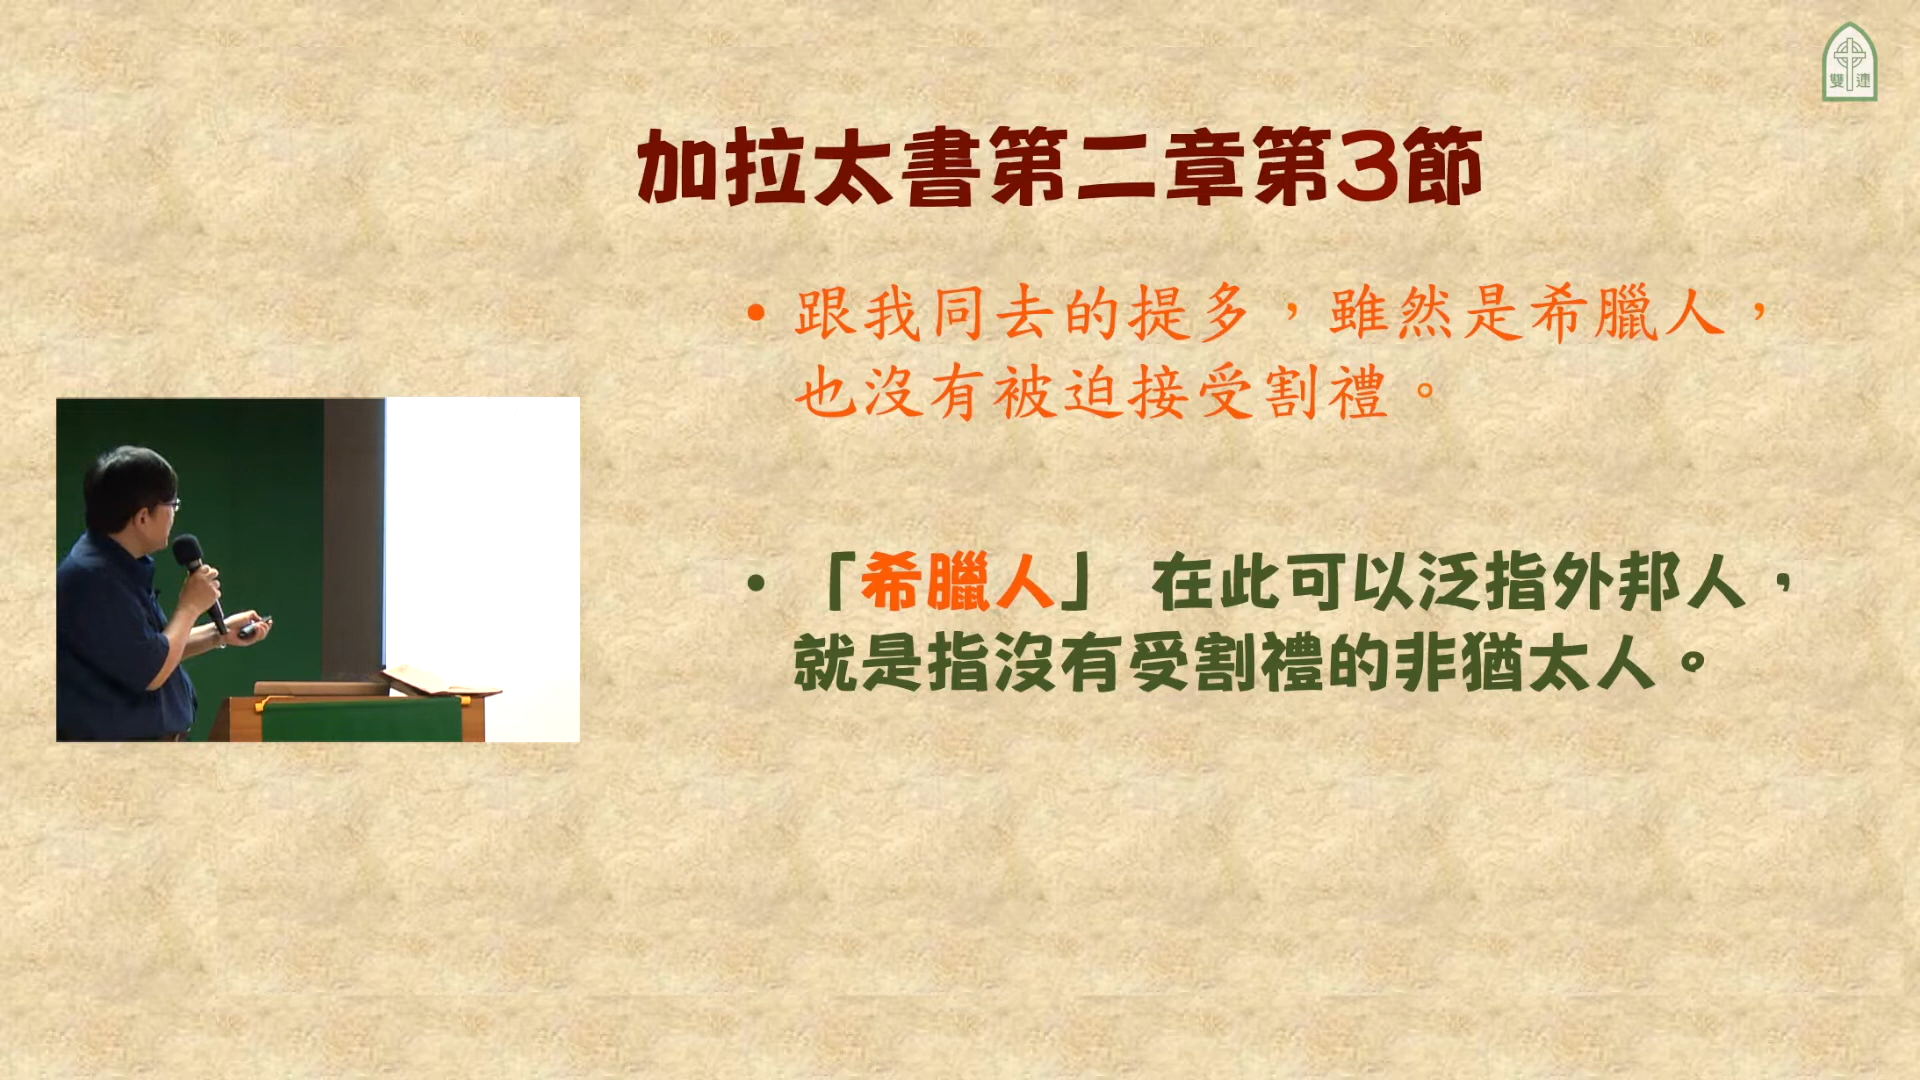 雙連
加拉太書第二章第3節
• 跟我同去的提多，雖然是希臘人，
也沒有被迫接受割禮。
• 「希臘人」 在此可以泛指外邦人，
就是指沒有受割禮的非猶太人。